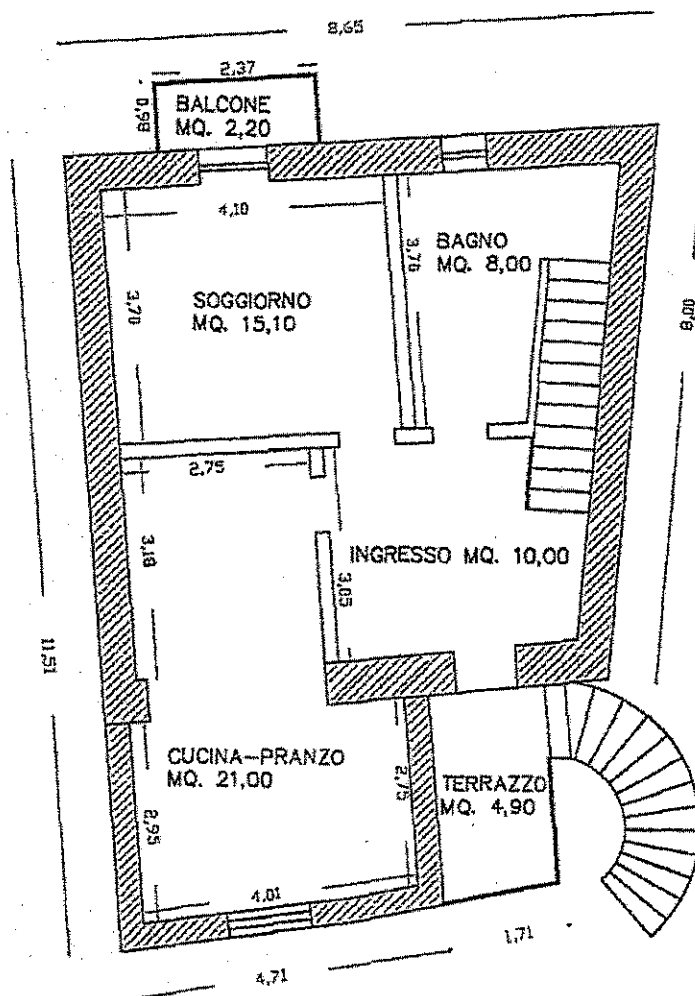 8,65
2,37
0,98
BALCONE
MQ. 2,20
4,10
3,70
BAGNO
MQ. 8,00
3,70
SOGGIORNO
MQ. 15,10
8,00
2,75
3,18
INGRESSO MQ. 10,00
3,05
11,51
CUCINA-PRANZO
MQ. 21,00
2,75
TERRAZZO
MQ. 4,90
2,95
4,01
1,71
4,71